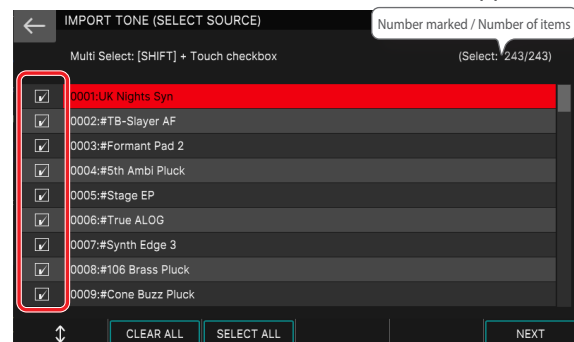 IMPORT TONE (SELECT SOURCE)
Number marked / Number of items
Multi Select: [SHIFT] + Touch checkbox
(Select: 243/243)
0001:UK Nights Syn
0002:#TB-Slayer AF
0003:#Formant Pad 2
0004:#5th Ambi Pluck
0005:#Stage EP
0006:#True ALOG
0007:#Synth Edge 3
0008:#106 Brass Pluck
0009:#Cone Buzz Pluck
CLEAR ALL SELECT ALL NEXT